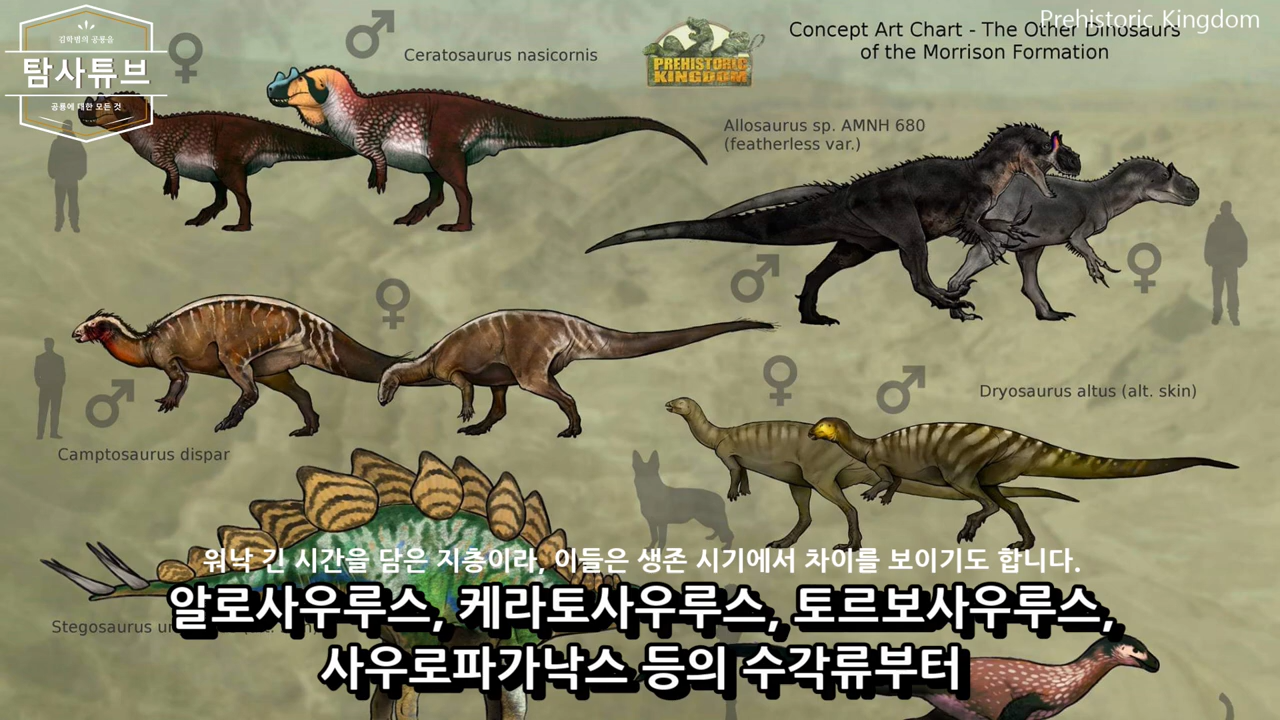 Prehistoric Kingdom
김학범의 공룡을
탐사튜브
공룡에 대한 모든 것
Ceratosaurus nasicornis
PREHISTORIC
KINGDOM
Concept Art Chart - The Other Dinosaurs
of the Morrison Formation
Allosaurus sp. AMNH 680
(featherless var.)
Dryosaurus altus (alt. skin)
Camptosaurus dispar
워낙 긴 시간을 담은 지층이라, 이들은 생존 시기에서 차이를 보이기도 합니다.
Stegosaurus
알로사우루스, 케라토사우루스, 토르보사우루스,
사우로파가낙스 등의 수각류부터